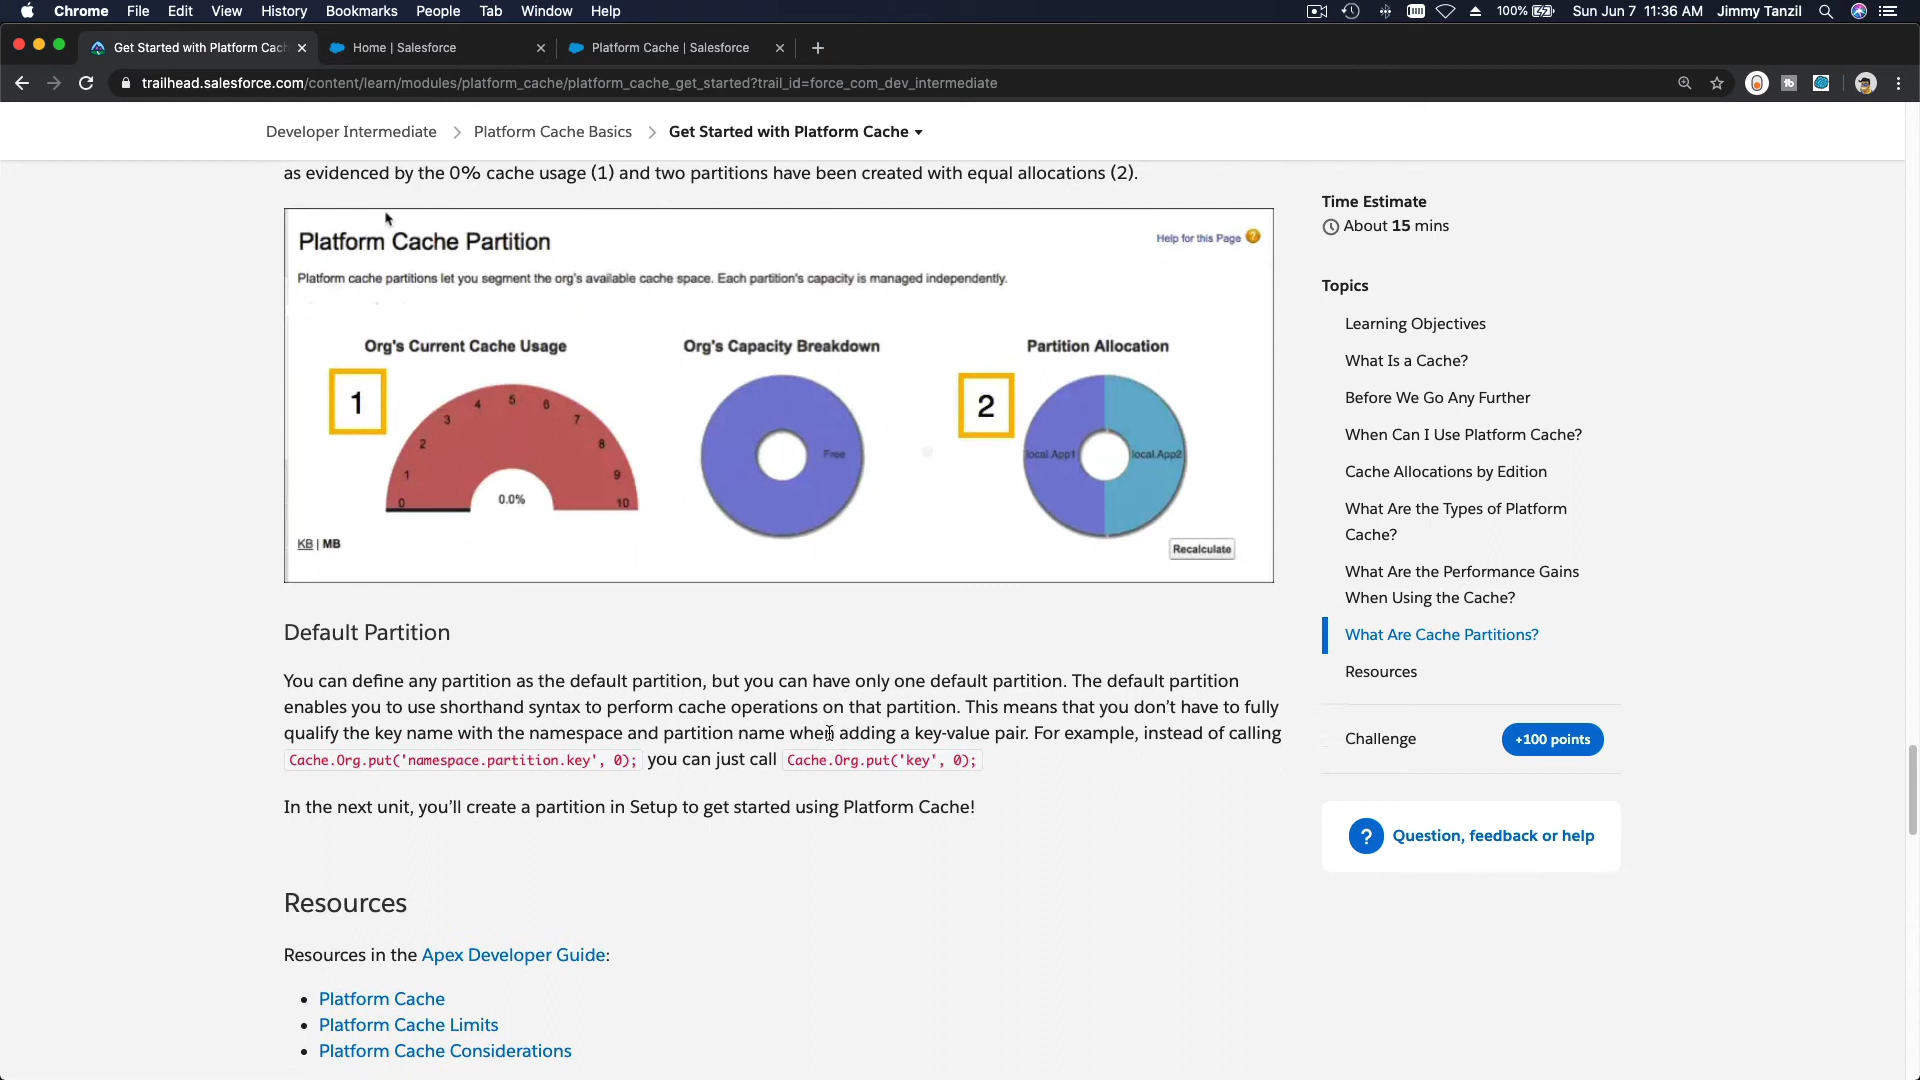 Chrome File Edit View History Bookmarks People Tab Window Help 100% Sun Jun 7 11:36 AM Jimmy Tanzil
Get Started with Platform Cach Home | Salesforce Platform Cache | Salesforce
trailhead.salesforce.com/content/learn/modules/platform_cache/platform_cache_get_started?trail_id=force_com_dev_intermediate
Developer Intermediate Platform Cache Basics Get Started with Platform Cache
as evidenced by the 0% cache usage (1) and two partitions have been created with equal allocations (2).
Platform Cache Partition
Help for this Page ?
Platform cache partitions let you segment the org's available cache space. Each partition's capacity is managed independently.
Org's Current Cache Usage
1
0 1 2 3 4 5 6 7 8 9 10
0.0%
KB | MB
Org's Capacity Breakdown
Free
Partition Allocation
2
local.App1 local.App2
Recalculate
Default Partition
You can define any partition as the default partition, but you can have only one default partition. The default partition
enables you to use shorthand syntax to perform cache operations on that partition. This means that you don't have to fully
qualify the key name with the namespace and partition name when adding a key-value pair. For example, instead of calling
Cache.Org.put('namespace.partition.key', 0); you can just call Cache.Org.put('key', 0);
In the next unit, you'll create a partition in Setup to get started using Platform Cache!
Resources
Resources in the Apex Developer Guide:
Platform Cache
Platform Cache Limits
Platform Cache Considerations
Time Estimate
About 15 mins
Topics
Learning Objectives
What Is a Cache?
Before We Go Any Further
When Can I Use Platform Cache?
Cache Allocations by Edition
What Are the Types of Platform
Cache?
What Are the Performance Gains
When Using the Cache?
What Are Cache Partitions?
Resources
Challenge +100 points
? Question, feedback or help